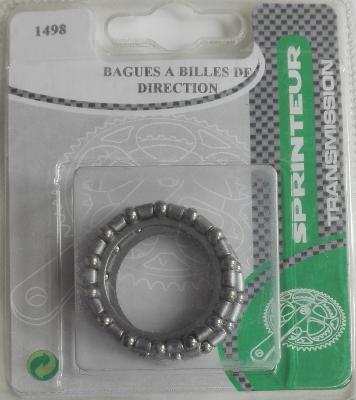 1498
BAGUES A BILLES DE
DIRECTION
SPRINTEUR
TRANSMISSION